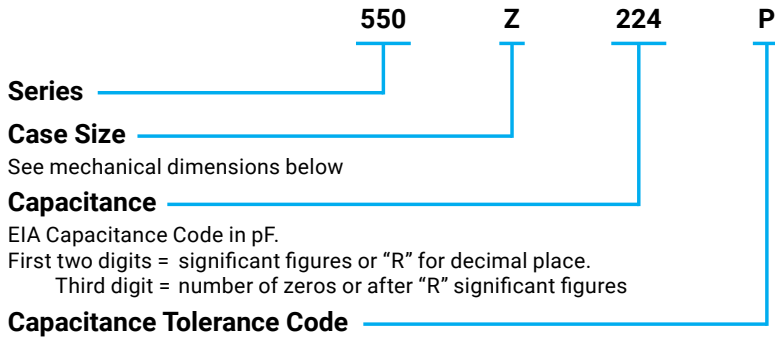 550 Z 224 P
Series
Case Size
See mechanical dimensions below
Capacitance
EIA Capacitance Code in pF.
First two digits = significant figures or “R” for decimal place.
Third digit = number of zeros or after “R” significant figures
Capacitance Tolerance Code